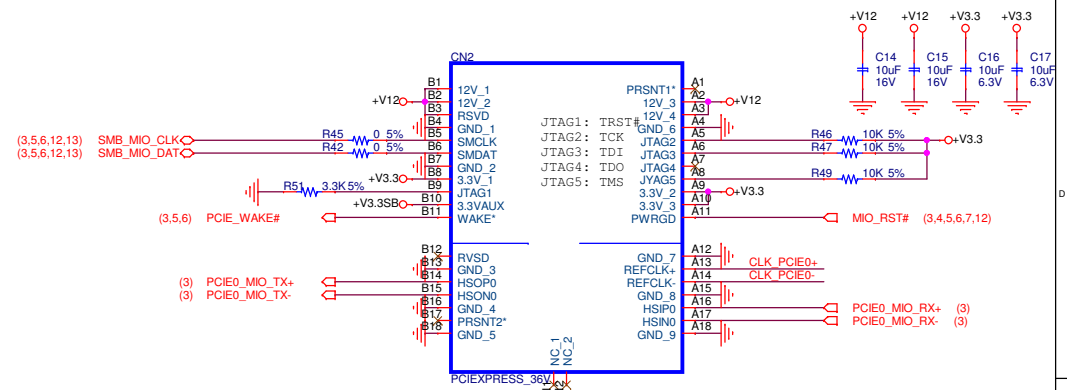 +V12 +V12 +V3.3 +V3.3
C14 10uF 16V
C15 10uF 16V
C16 10uF 6.3V
C17 10uF 6.3V
CN2
B1 12V_1 PRSNT1* A1
+V12 B2 12V_2 12V_3 A2 +V12
B3 RSVD 12V_4 A3
B4 GND_1 JTAG1: TRST# GND_6 A4
(3,5,6,12,13) SMB_MIO_CLK R45 0 5% B5 SMCLK JTAG2: TCK JTAG2 A5 R46 10K 5% +V3.3
(3,5,6,12,13) SMB_MIO_DAT R42 0 5% B6 SMDAT JTAG3: TDI JTAG3 A6 R47 10K 5%
B7 GND_2 JTAG4: TDO JTAG4 A7
+V3.3 B8 3.3V_1 JTAG5: TMS JYAG5 A8 R49 10K 5%
R51 3.3K 5% B9 JTAG1 3.3V_2 A9 +V3.3
+V3.3SB B10 3.3VAUX 3.3V_3 A10
(3,5,6) PCIE_WAKE# B11 WAKE* PWRGD A11 MIO_RST# (3,4,5,6,7,12)
D
B12 RVSD GND_7 A12
B13 GND_3 REFCLK+ A13 CLK_PCIE0+
(3) PCIE0_MIO_TX+ B14 HSOP0 REFCLK- A14 CLK_PCIE0-
(3) PCIE0_MIO_TX- B15 HSON0 GND_8 A15
B16 GND_4 HSIP0 A16 PCIE0_MIO_RX+ (3)
B17 PRSNT2* HSIN0 A17 PCIE0_MIO_RX- (3)
B18 GND_5 GND_9 A18
NC_1
NC_2
PCIEXPRESS_36V